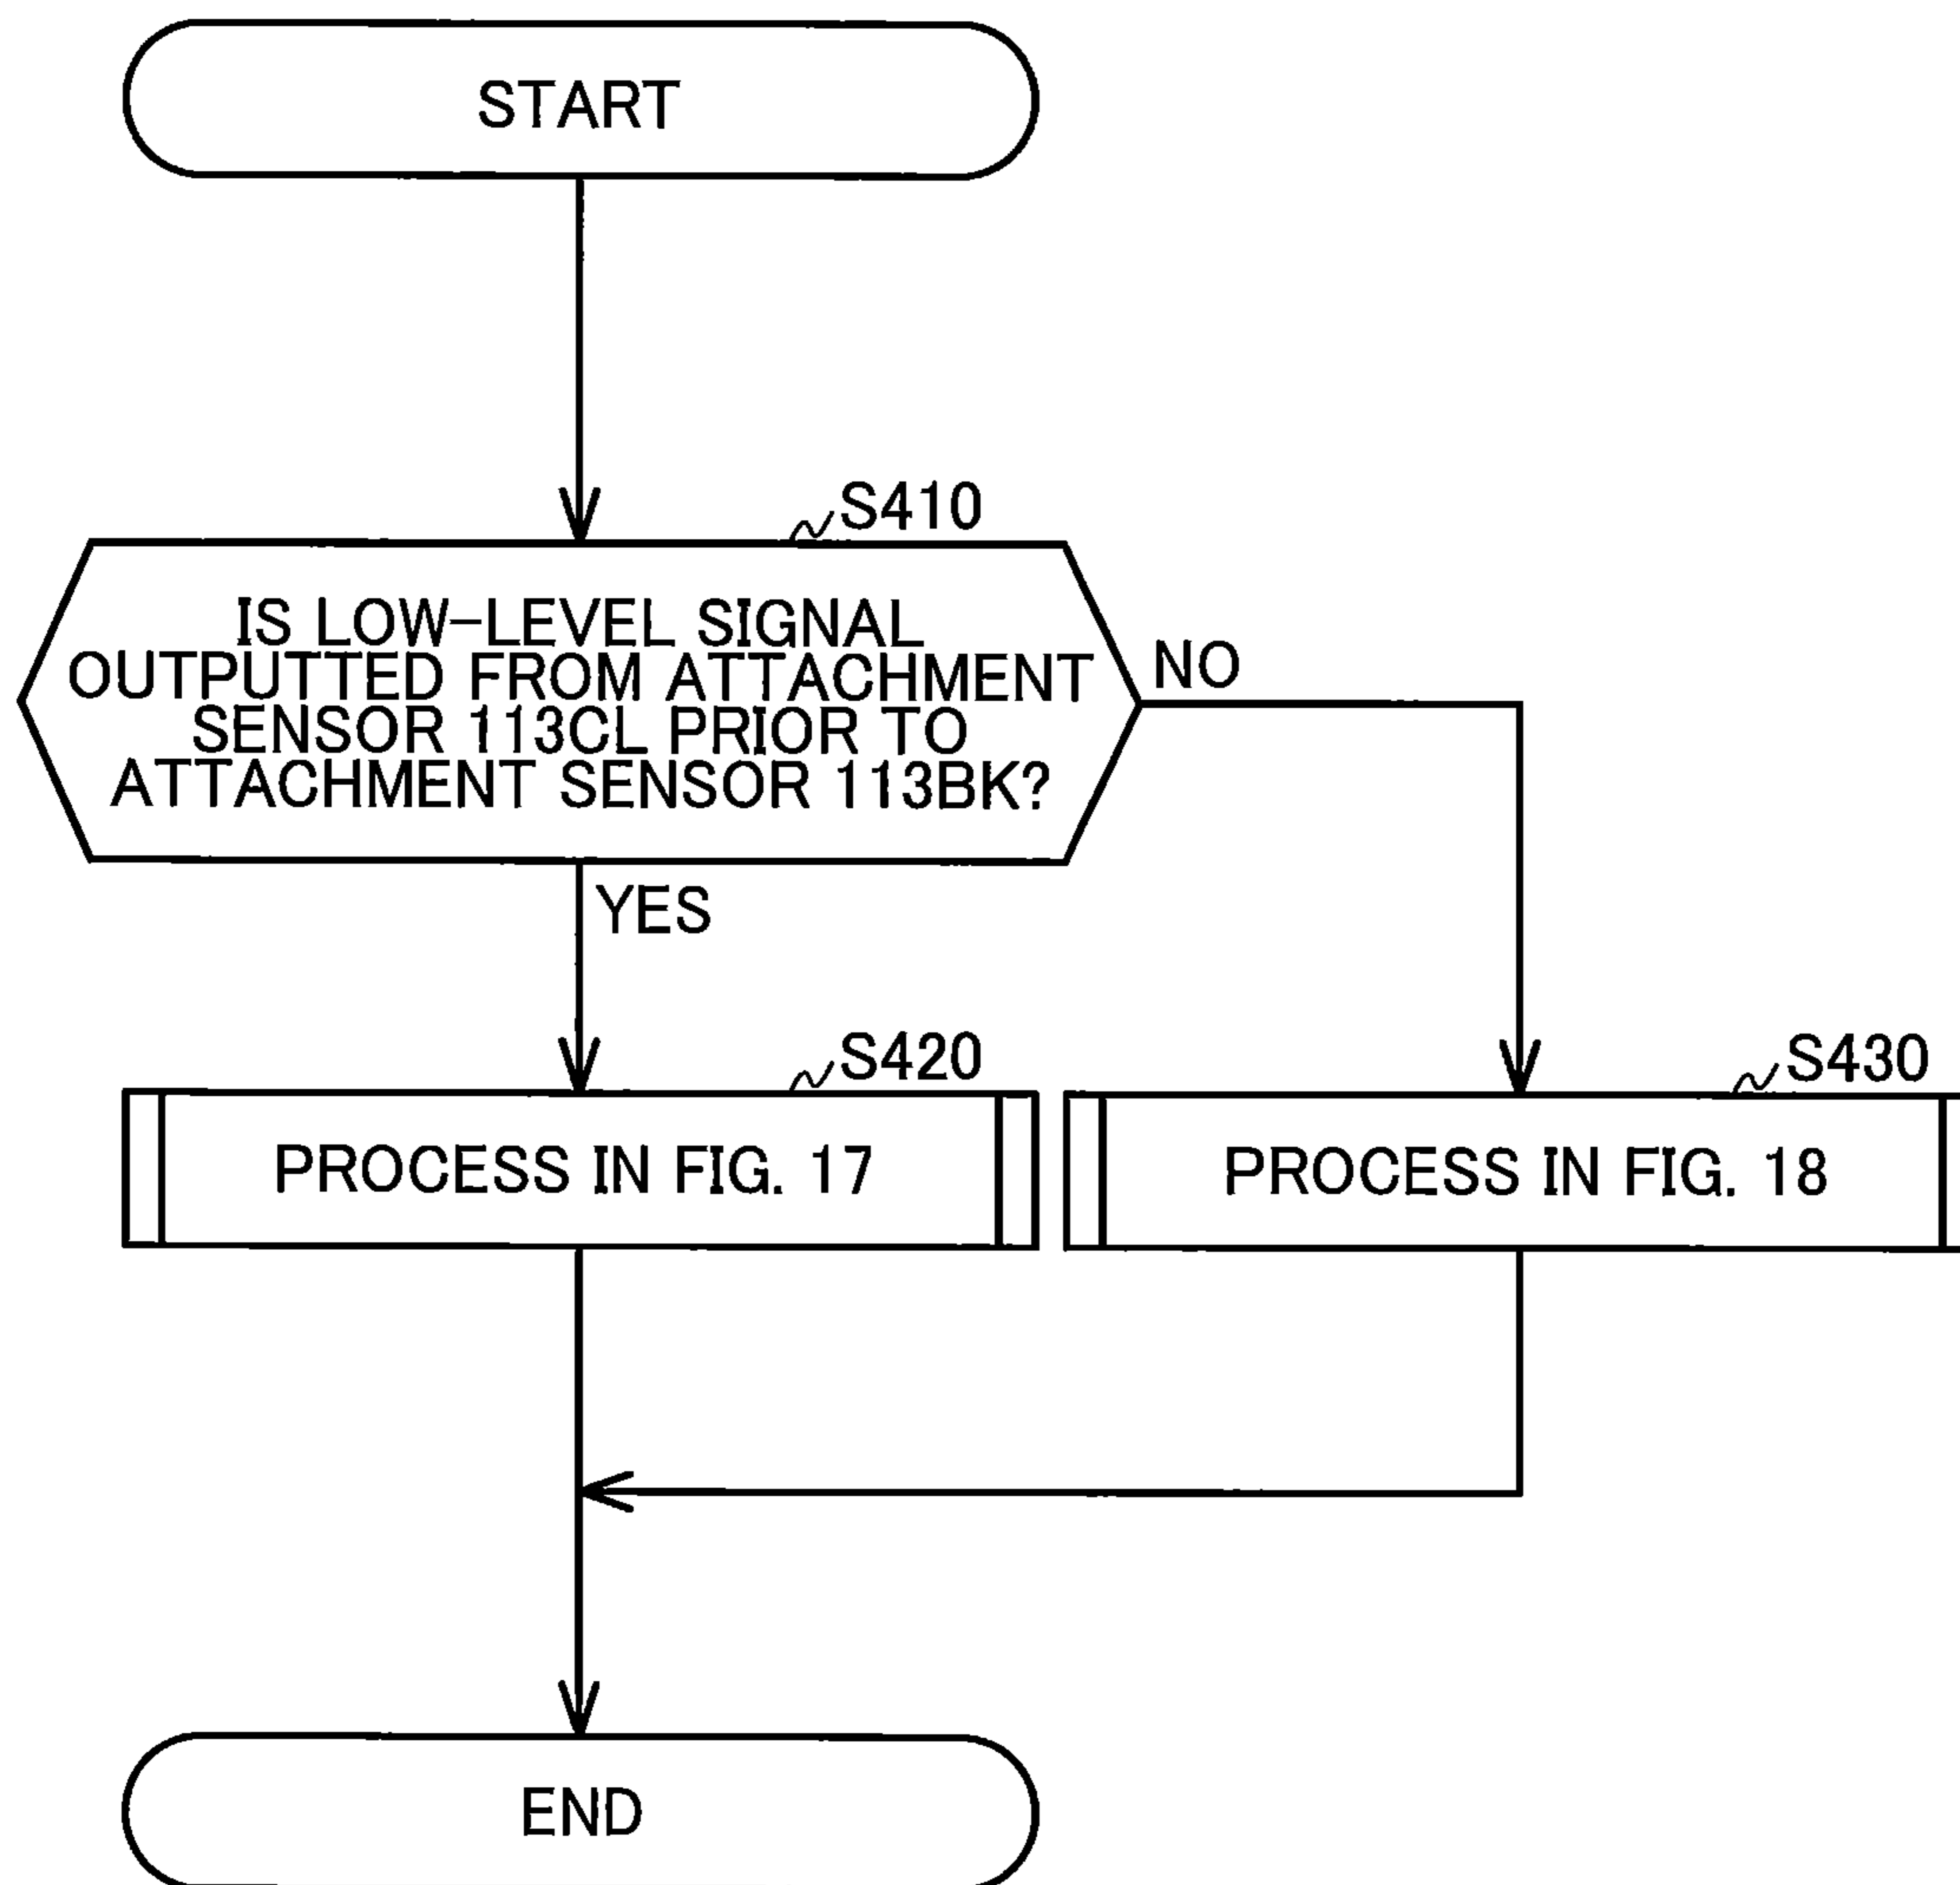 START
S410
IS LOW-LEVEL SIGNAL
OUTPUTTED FROM ATTACHMENT
SENSOR 113CL PRIOR TO
ATTACHMENT SENSOR 113BK?
NO
YES
S420
S430
PROCESS IN FIG. 17
PROCESS IN FIG. 18
END